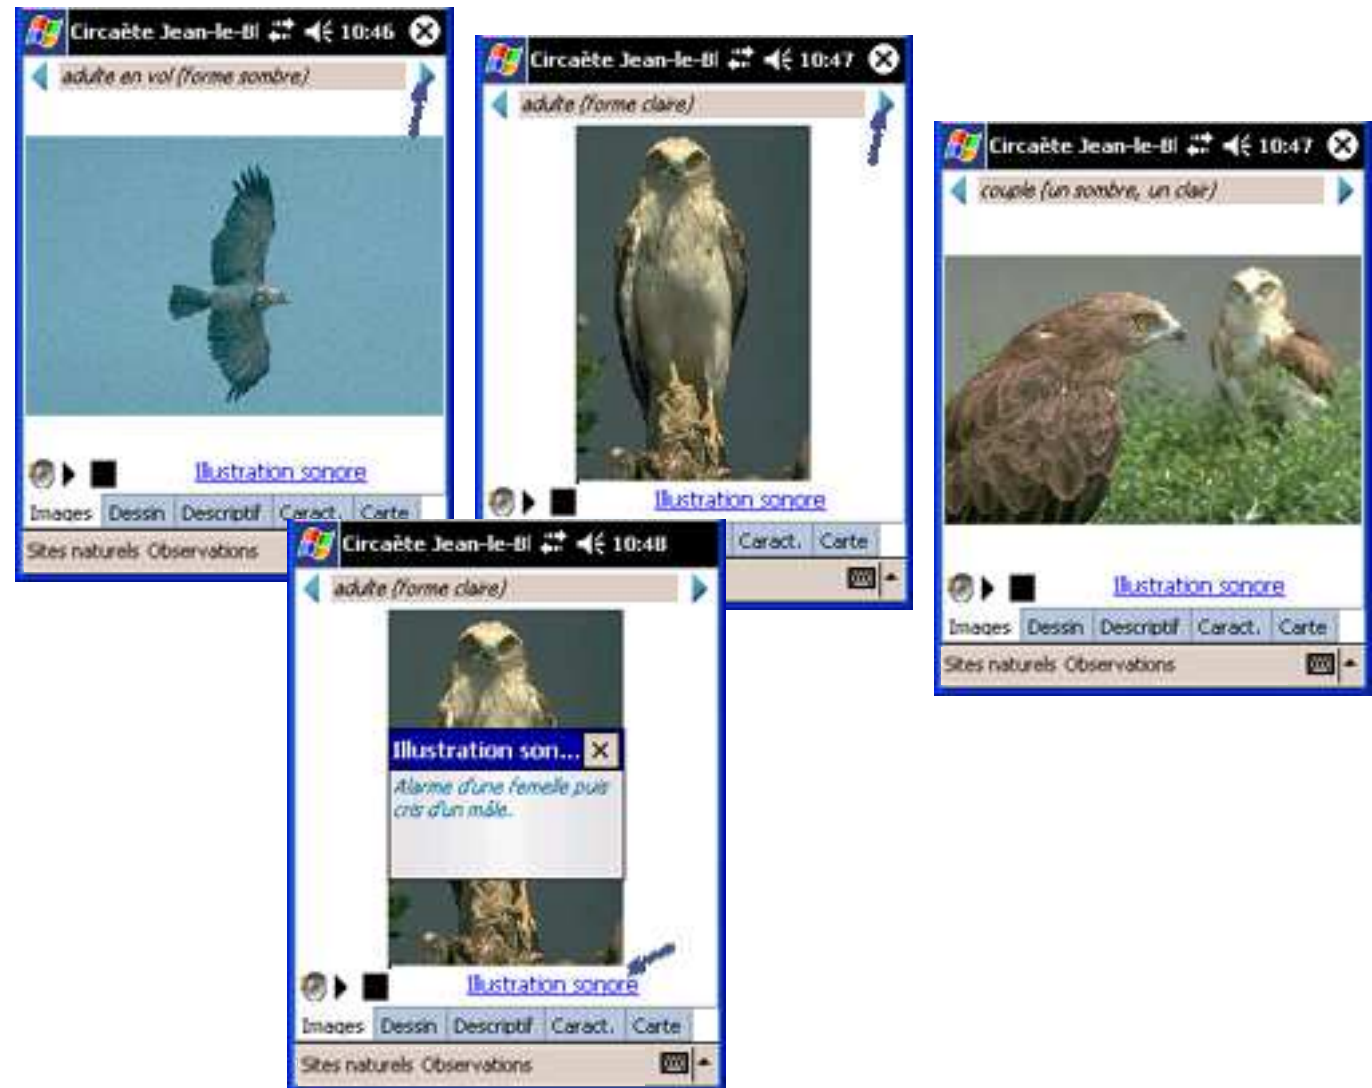 Circaète Jean-le-Bl 10:46
adulte en vol (forme sombre)
Illustration sonore
Images Dessin Descriptif Caract. Carte
Sites naturels Observations
Circaète Jean-le-Bl 10:47
adulte (forme claire)
Illustration sonore
Caract. Carte
Circaète Jean-le-Bl 10:47
couple (un sombre, un clair)
Illustration sonore
Images Dessin Descriptif Caract. Carte
Sites naturels Observations
Circaète Jean-le-Bl 10:48
adulte (forme claire)
Illustration son...
Alarme d'une femelle puis
cris d'un mâle.
Illustration sonore
Images Dessin Descriptif Caract. Carte
Sites naturels Observations